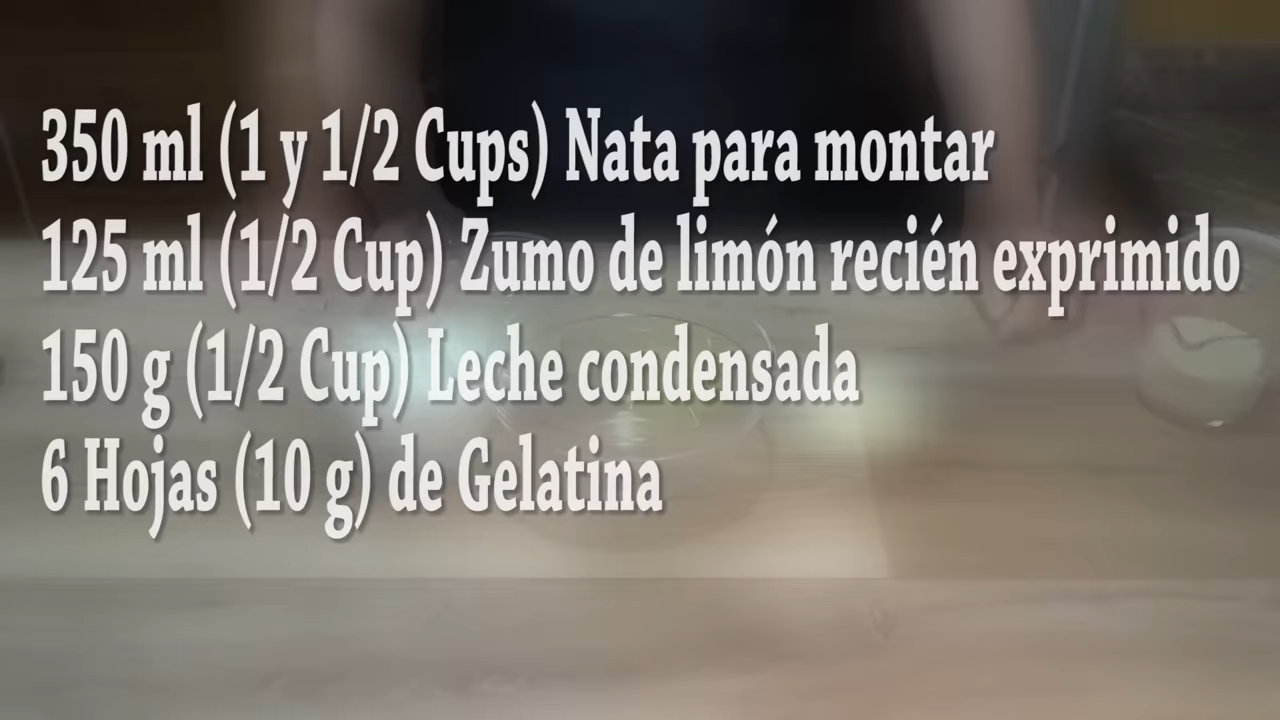 350 ml (1 y 1/2 Cups) Nata para montar
125 ml (1/2 Cup) Zumo de limón recién exprimido
150 g (1/2 Cup) Leche condensada
6 Hojas (10 g) de Gelatina